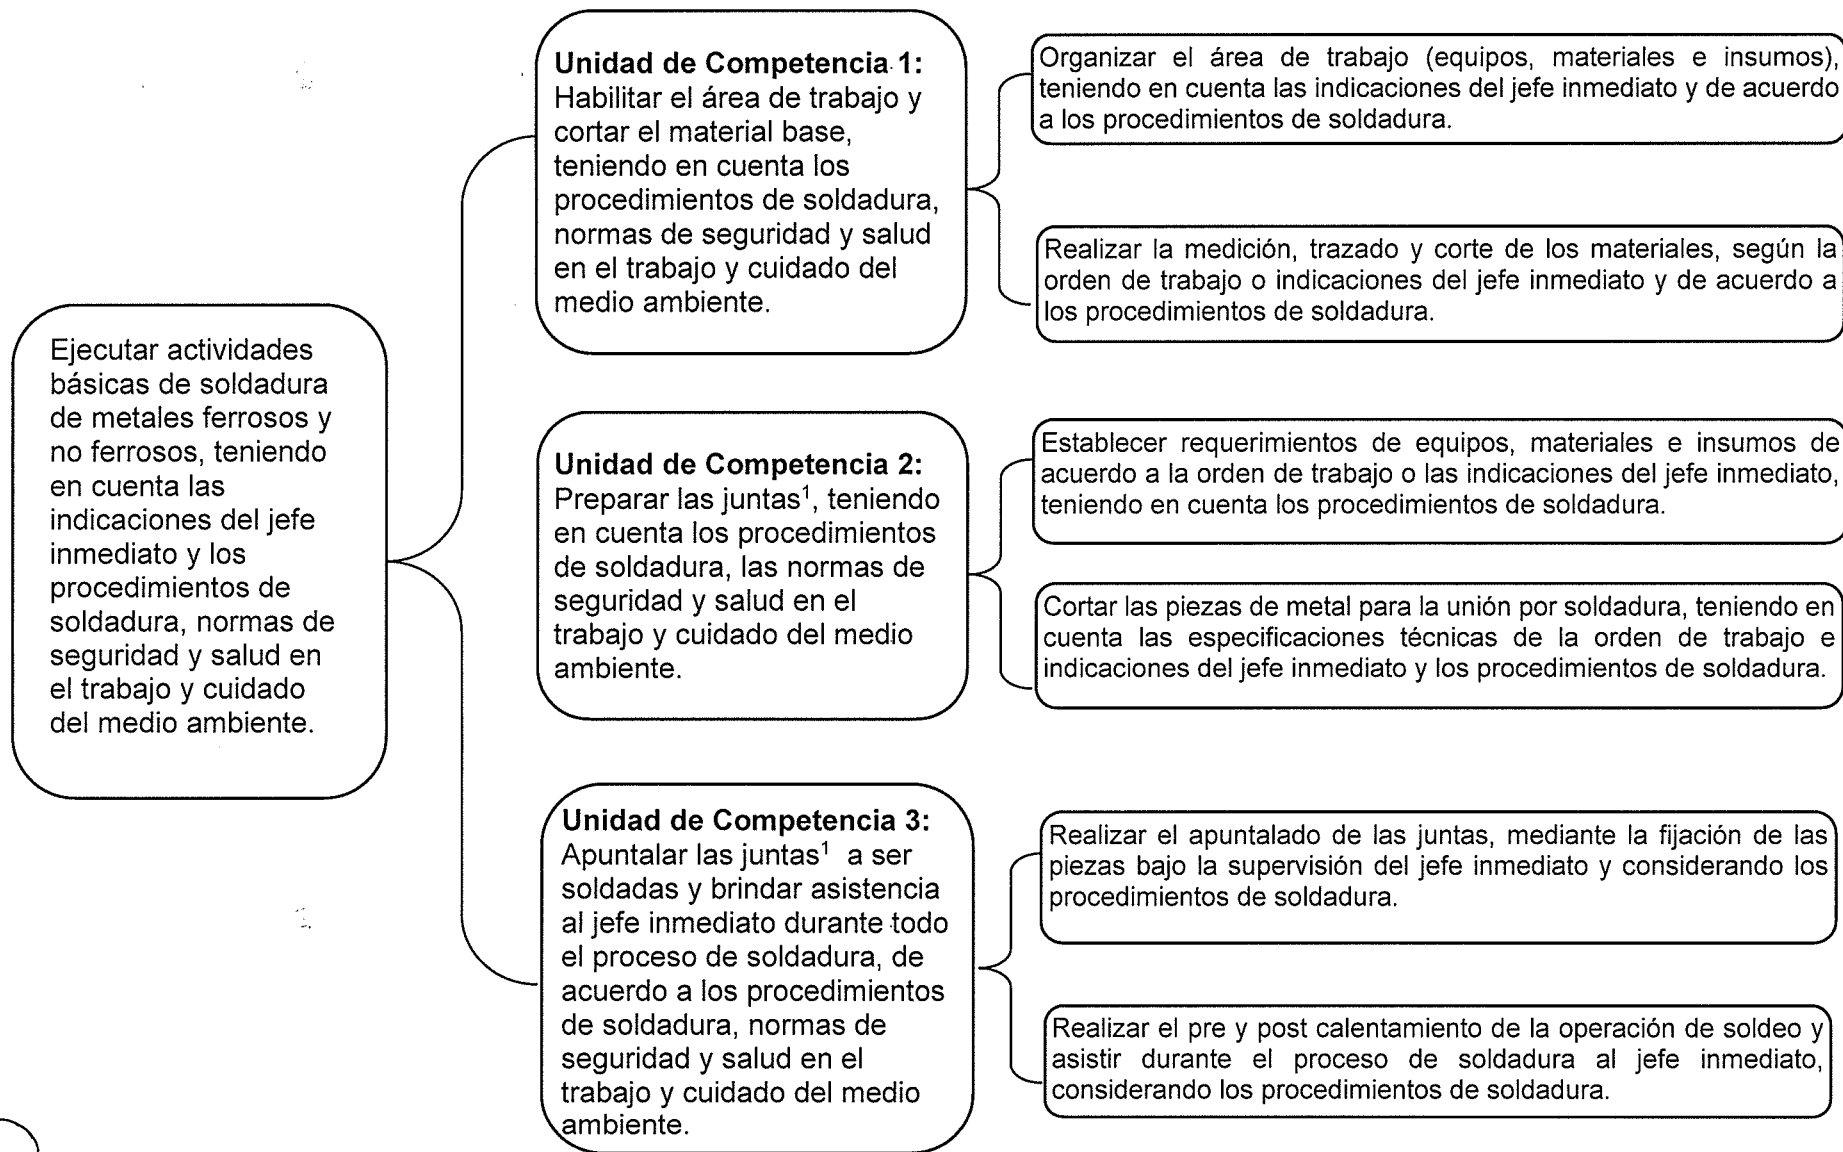 Ejecutar actividades
básicas de soldadura
de metales ferrosos y
no ferrosos, teniendo
en cuenta las
indicaciones del jefe
inmediato y los
procedimientos de
soldadura, normas de
seguridad y salud en
el trabajo y cuidado
del medio ambiente.
Unidad de Competencia 1:
Habilitar el área de trabajo y
cortar el material base,
teniendo en cuenta los
procedimientos de soldadura,
normas de seguridad y salud
en el trabajo y cuidado del
medio ambiente.
Organizar el área de trabajo (equipos, materiales e insumos),
teniendo en cuenta las indicaciones del jefe inmediato y de acuerdo
a los procedimientos de soldadura.
Realizar la medición, trazado y corte de los materiales, según la
orden de trabajo o indicaciones del jefe inmediato y de acuerdo a
los procedimientos de soldadura.
Unidad de Competencia 2:
Preparar las juntas¹, teniendo
en cuenta los procedimientos
de soldadura, las normas de
seguridad y salud en el
trabajo y cuidado del medio
ambiente.
Establecer requerimientos de equipos, materiales e insumos de
acuerdo a la orden de trabajo o las indicaciones del jefe inmediato,
teniendo en cuenta los procedimientos de soldadura.
Cortar las piezas de metal para la unión por soldadura, teniendo en
cuenta las especificaciones técnicas de la orden de trabajo e
indicaciones del jefe inmediato y los procedimientos de soldadura.
Unidad de Competencia 3:
Apuntalar las juntas¹ a ser
soldadas y brindar asistencia
al jefe inmediato durante todo
el proceso de soldadura, de
acuerdo a los procedimientos
de soldadura, normas de
seguridad y salud en el
trabajo y cuidado del medio
ambiente.
Realizar el apuntalado de las juntas, mediante la fijación de las
piezas bajo la supervisión del jefe inmediato y considerando los
procedimientos de soldadura.
Realizar el pre y post calentamiento de la operación de soldeo y
asistir durante el proceso de soldadura al jefe inmediato,
considerando los procedimientos de soldadura.